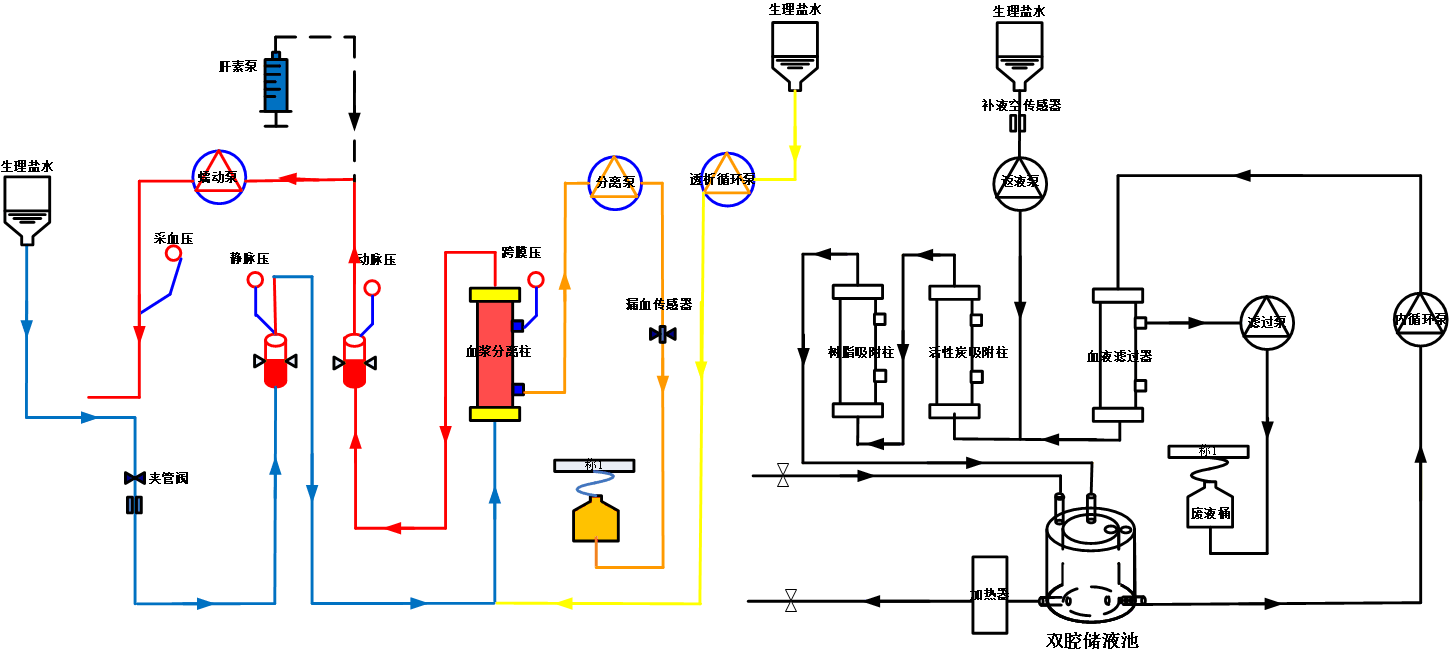 生理盐水
生理盐水
肝素泵
补液空传感器
生理盐水
蠕动泵
分离泵
透析循环泵
返液泵
采血压
静脉压
动脉压
跨膜压
漏血传感器
血浆分离柱
树脂吸附柱
活性炭吸附柱
血液滤过器
滤过泵
内循环泵
称1
称1
夹管阀
废液桶
加热器
双腔储液池